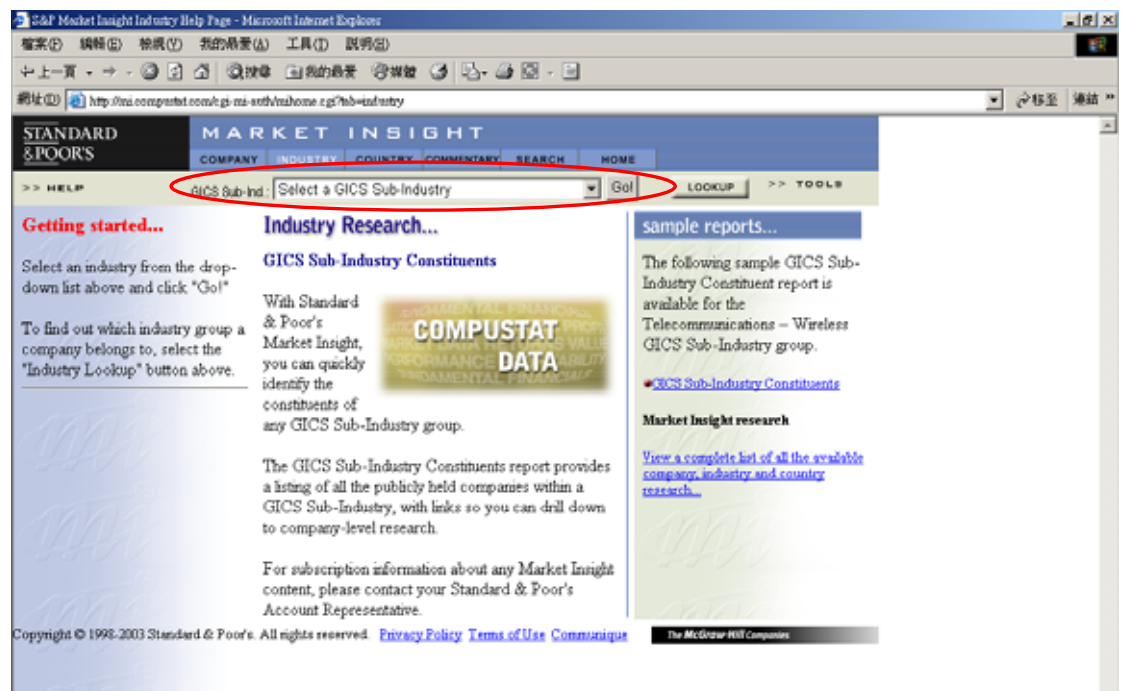 S&P Market Insight Industry Help Page - Microsoft Internet Explorer
檔案(F) 編輯(E) 檢視(V) 我的最愛(A) 工具(T) 說明(H)
上一頁 搜尋 我的最愛 媒體
網址(D) http://mi.compustat.com/cgi-mi-auth/mihome.cgi?tab=industry 移至 連結 »
STANDARD
&POOR'S
MARKET INSIGHT
COMPANY INDUSTRY COUNTRY COMMENTARY SEARCH HOME
>> HELP GICS Sub-Ind.: Select a GICS Sub-Industry Go! LOOKUP >> TOOLS
Getting started...
Select an industry from the drop-
down list above and click
"Go!"
To find out which industry group a
company belongs to, select the
"Industry Lookup" button above.
Industry Research...
GICS Sub-Industry Constituents
With Standard
& Poor's
Market Insight,
you can quickly
identify the
constituents of
any GICS Sub-Industry group.
COMPUSTAT
DATA
The GICS Sub-Industry Constituents report provides
a listing of all the publicly held companies within a
GICS Sub-Industry, with links so you can drill down
to company-level research.
For subscription information about any Market Insight
content, please contact your Standard & Poor's
Account Representative.
sample reports...
The following sample GICS Sub-
Industry Constituent report is
available for the
Telecommunications – Wireless
GICS Sub-Industry group.
GICS Sub-Industry Constituents
Market Insight research
View a complete list of all the available
company, industry and country
research...
Copyright © 1998-2003 Standard & Poor's. All rights reserved. Privacy Policy Terms of Use Communique
The McGraw-Hill Companies